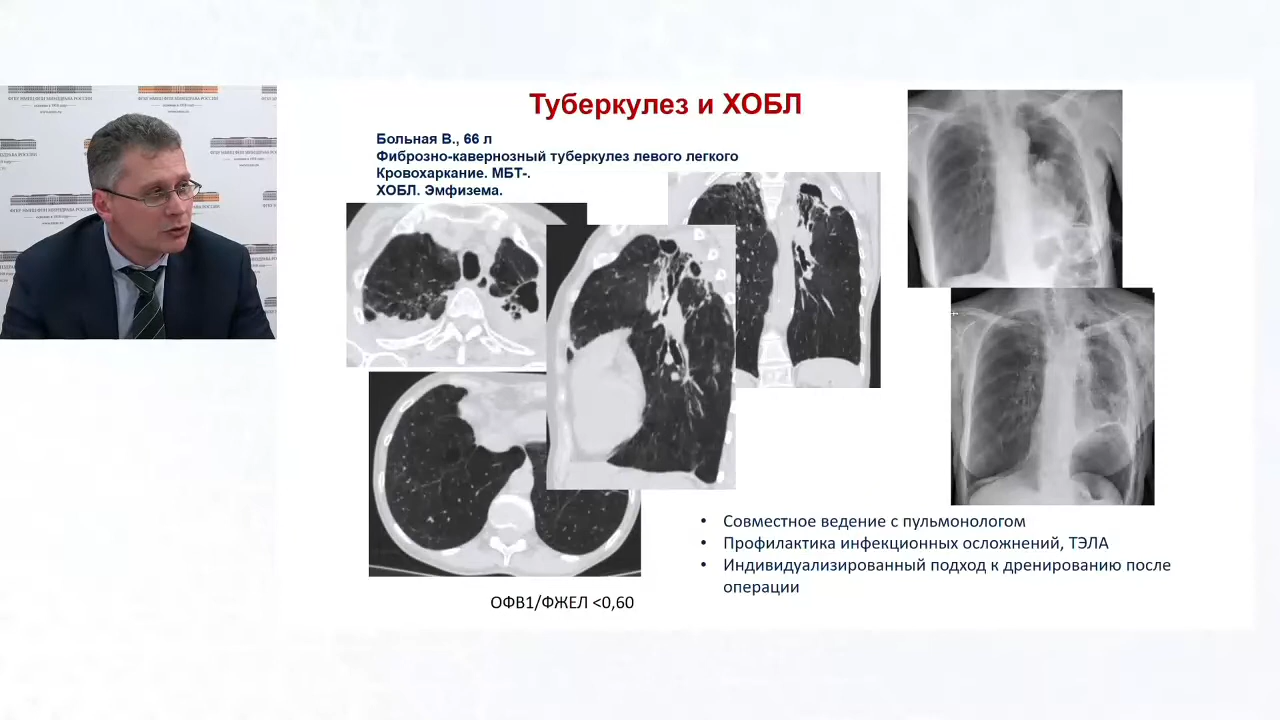 Туберкулез и ХОБЛ
Больная В., 66 л
Фиброзно-кавернозный туберкулез левого легкого
Кровохаркание. МБТ-.
ХОБЛ. Эмфизема.
• Совместное ведение с пульмонологом
• Профилактика инфекционных осложнений, ТЭЛА
• Индивидуализированный подход к дренированию после
операции
ОФВ1/ФЖЕЛ <0,60